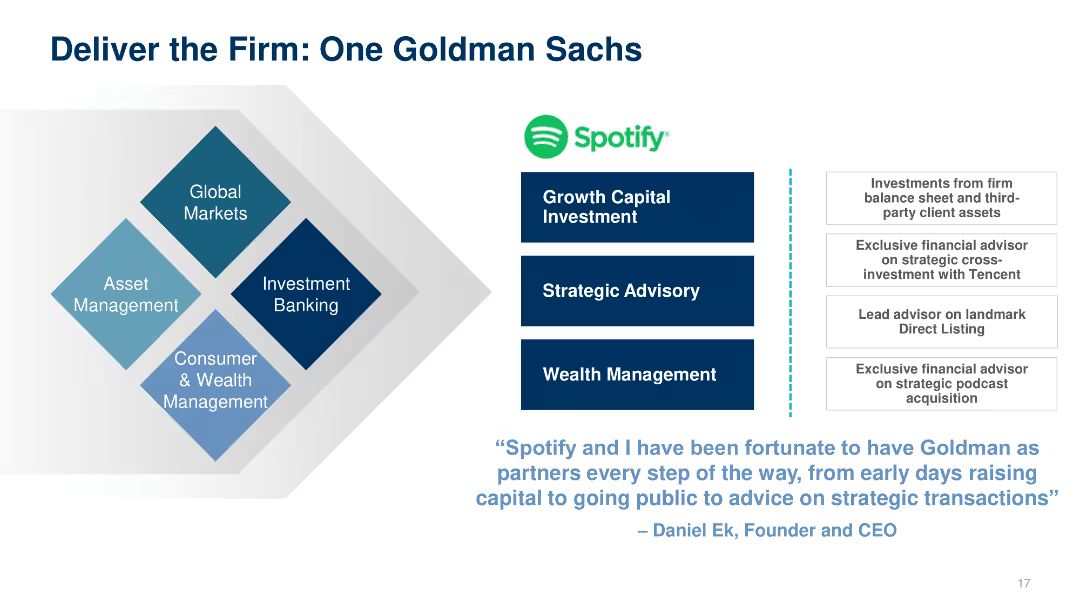 Deliver the Firm: One Goldman Sachs
Global
Markets
Asset
Management
Investment
Banking
Consumer
& Wealth
Management
Spotify®
Growth Capital
Investment
Strategic Advisory
Wealth Management
Investments from firm
balance sheet and third-
party client assets
Exclusive financial advisor
on strategic cross-
investment with Tencent
Lead advisor on landmark
Direct Listing
Exclusive financial advisor
on strategic podcast
acquisition
“Spotify and I have been fortunate to have Goldman as
partners every step of the way, from early days raising
capital to going public to advice on strategic transactions”
– Daniel Ek, Founder and CEO
17